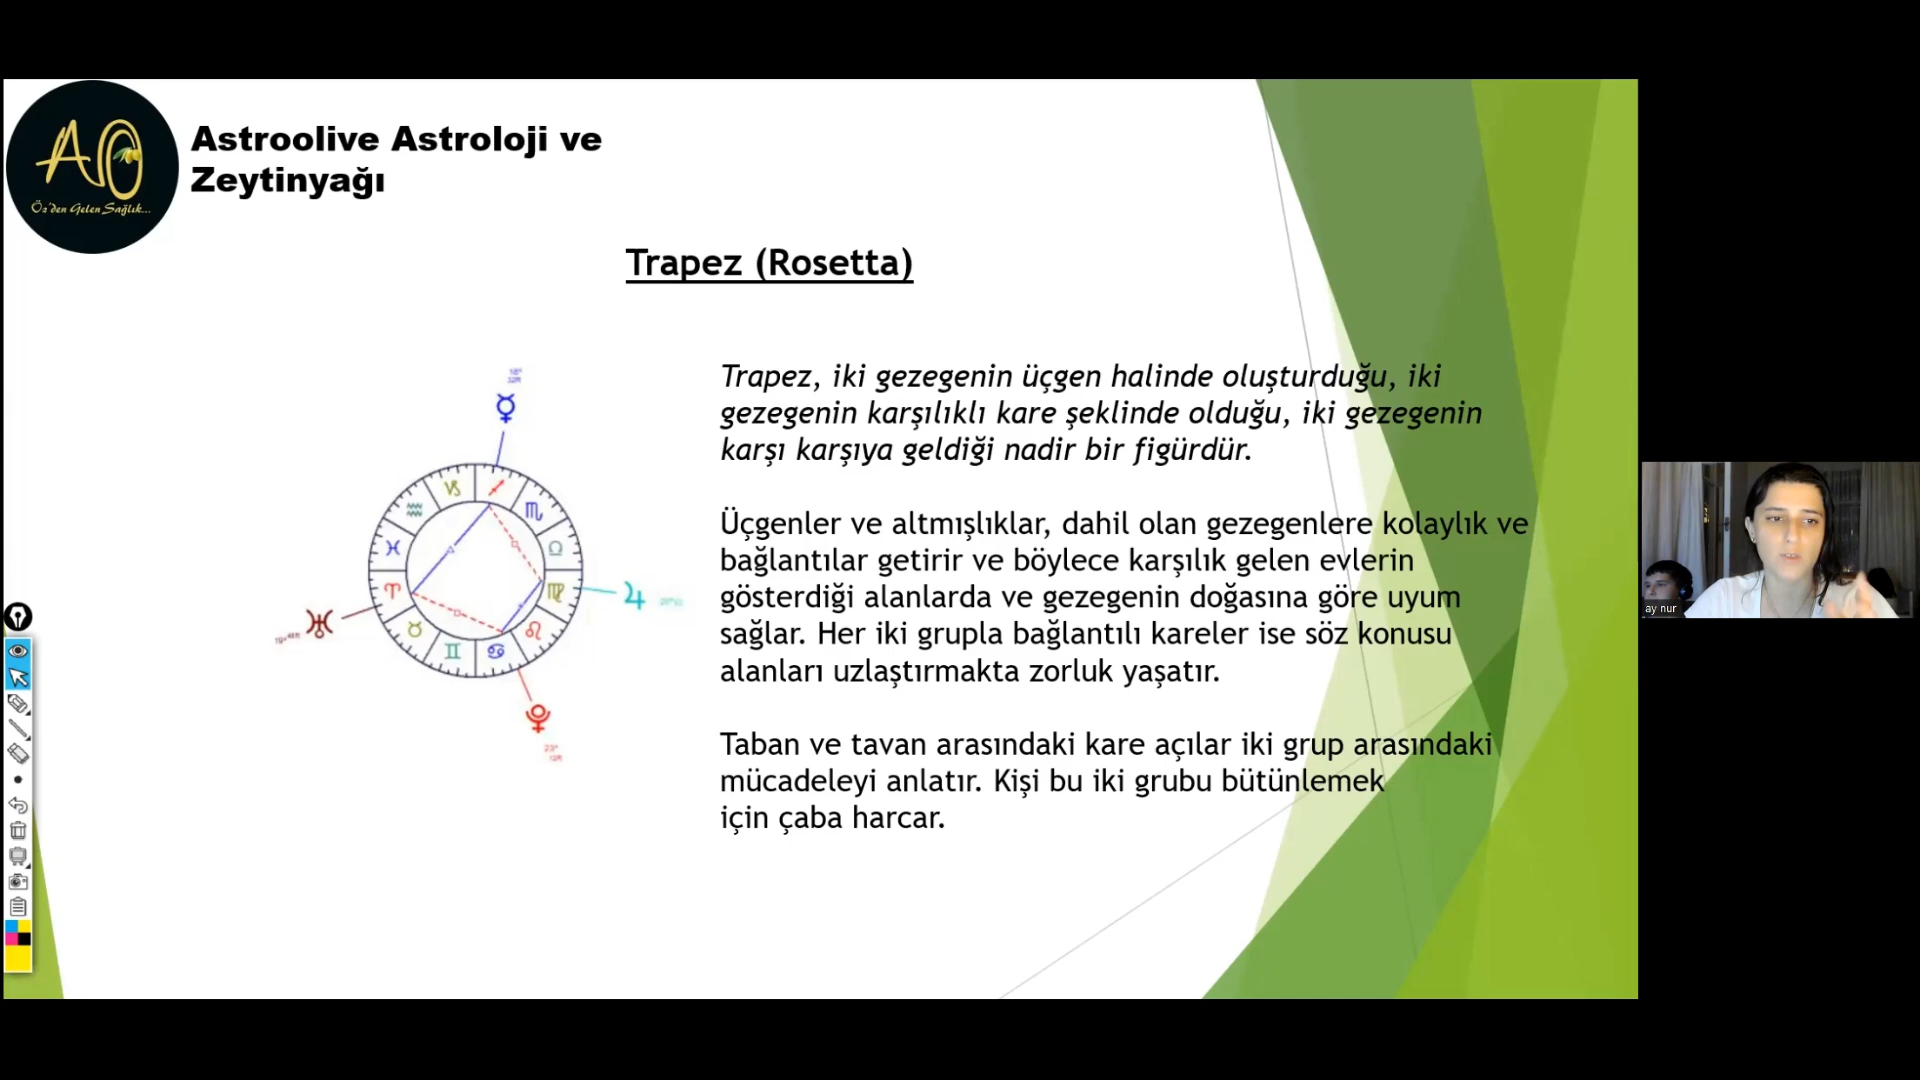 AO
Öz'den Gelen Sağlık...
Astroolive Astroloji ve
Zeytinyağı
Trapez (Rosetta)
Trapez, iki gezegenin üçgen halinde oluşturduğu, iki
gezegenin karşılıklı kare şeklinde olduğu, iki gezegenin
karşı karşıya geldiği nadir bir figürdür.
Üçgenler ve altmışlıklar, dahil olan gezegenlere kolaylık ve
bağlantılar getirir ve böylece karşılık gelen evlerin
gösterdiği alanlarda ve gezegenin doğasına göre uyum
sağlar. Her iki grupla bağlantılı kareler ise söz konusu
alanları uzlaştırmakta zorluk yaşatır.
Taban ve tavan arasındaki kare açılar iki grup arasındaki
mücadeleyi anlatır. Kişi bu iki grubu bütünlemek
için çaba harcar.
ay nur